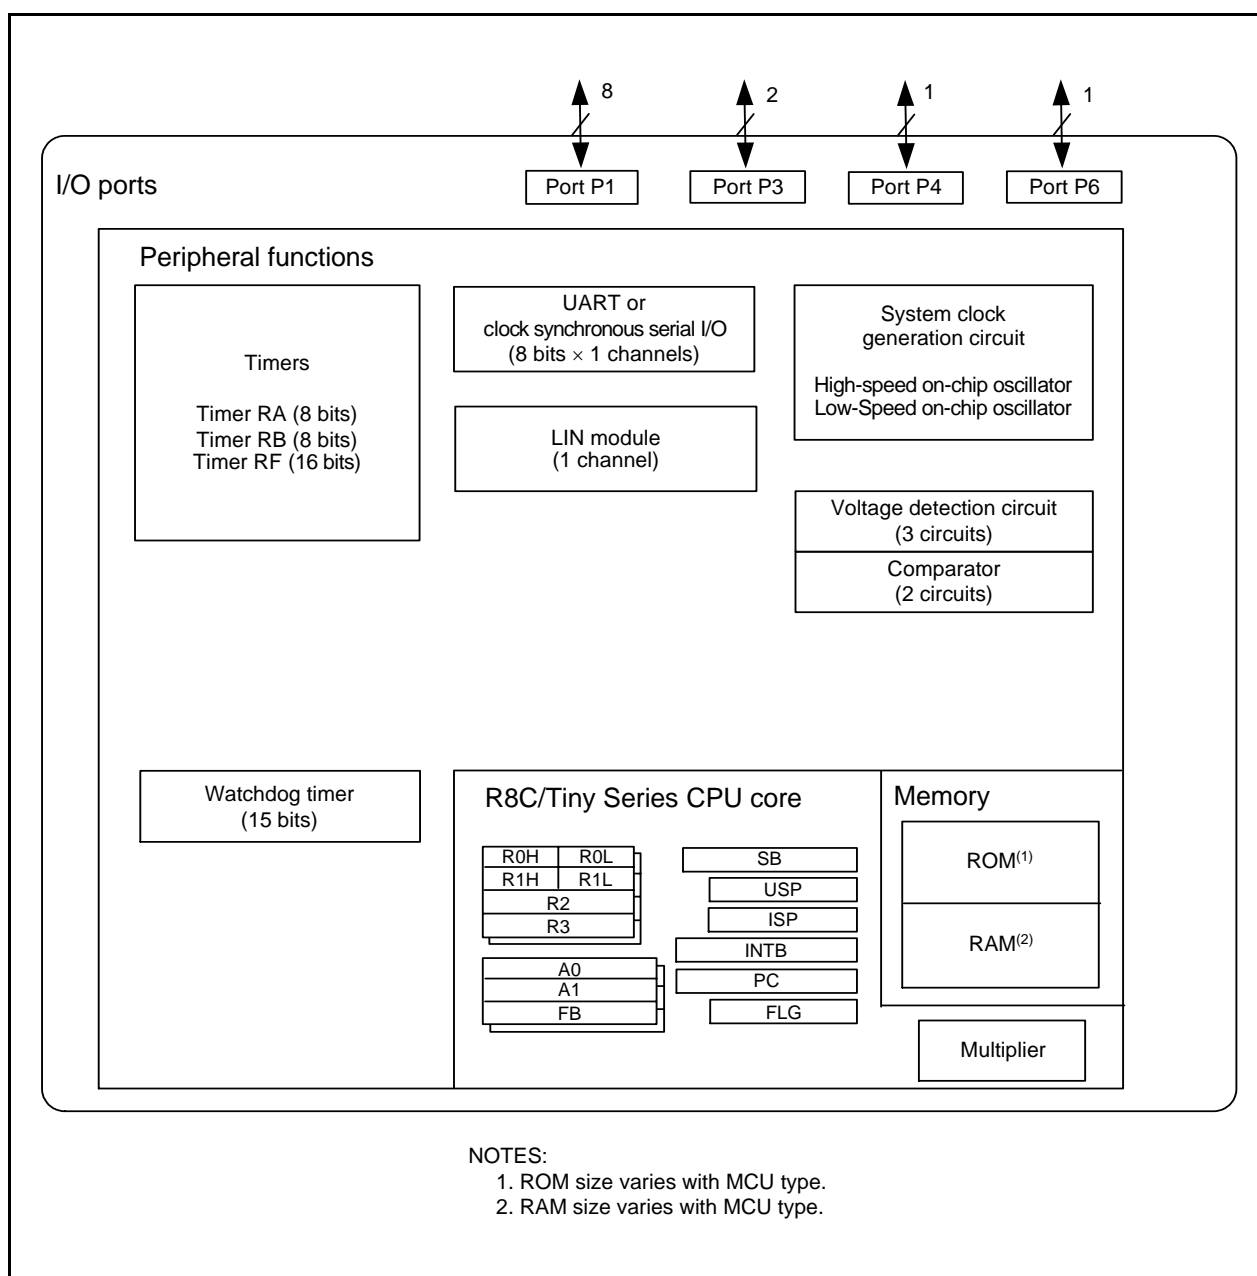 8
2
1
1
I/O ports
Port P1
Port P3
Port P4
Port P6
Peripheral functions
Timers
Timer RA (8 bits)
Timer RB (8 bits)
Timer RF (16 bits)
UART or
clock synchronous serial I/O
(8 bits × 1 channels)
LIN module
(1 channel)
System clock
generation circuit
High-speed on-chip oscillator
Low-Speed on-chip oscillator
Voltage detection circuit
(3 circuits)
Comparator
(2 circuits)
Watchdog timer
(15 bits)
R8C/Tiny Series CPU core
R0H R0L
R1H R1L
R2
R3
A0
A1
FB
SB
USP
ISP
INTB
PC
FLG
Memory
ROM(1)
RAM(2)
Multiplier
NOTES:
1. ROM size varies with MCU type.
2. RAM size varies with MCU type.